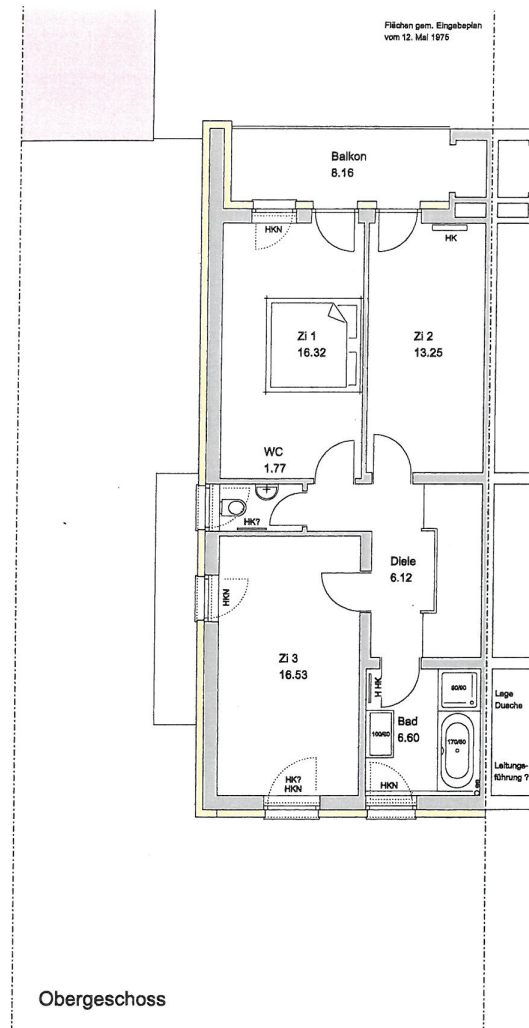 Flächen gem. Eingabeplan
vom 12. Mai 1975
Balkon
8.16
HKN
HK
Zi 1
16.32
Zi 2
13.25
WC
1.77
HK?
Diele
6.12
HKN
Zi 3
16.53
H HK
80/90
Lage
Dusche
Bad
6.60
100/60
170/80
Leitungs-
führung ?
HK?
HKN
HKN
Obergeschoss